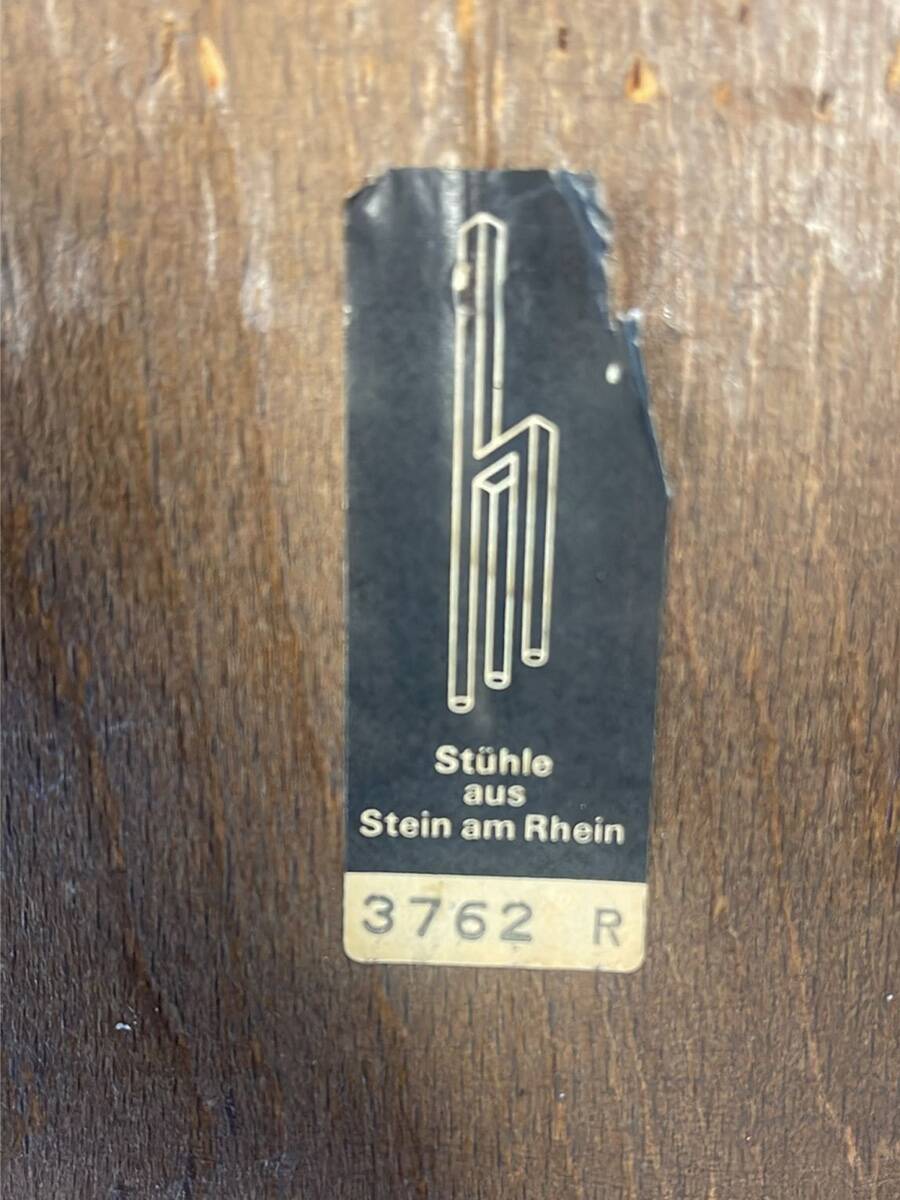 Stühle
aus
Stein am Rhein
3762 R